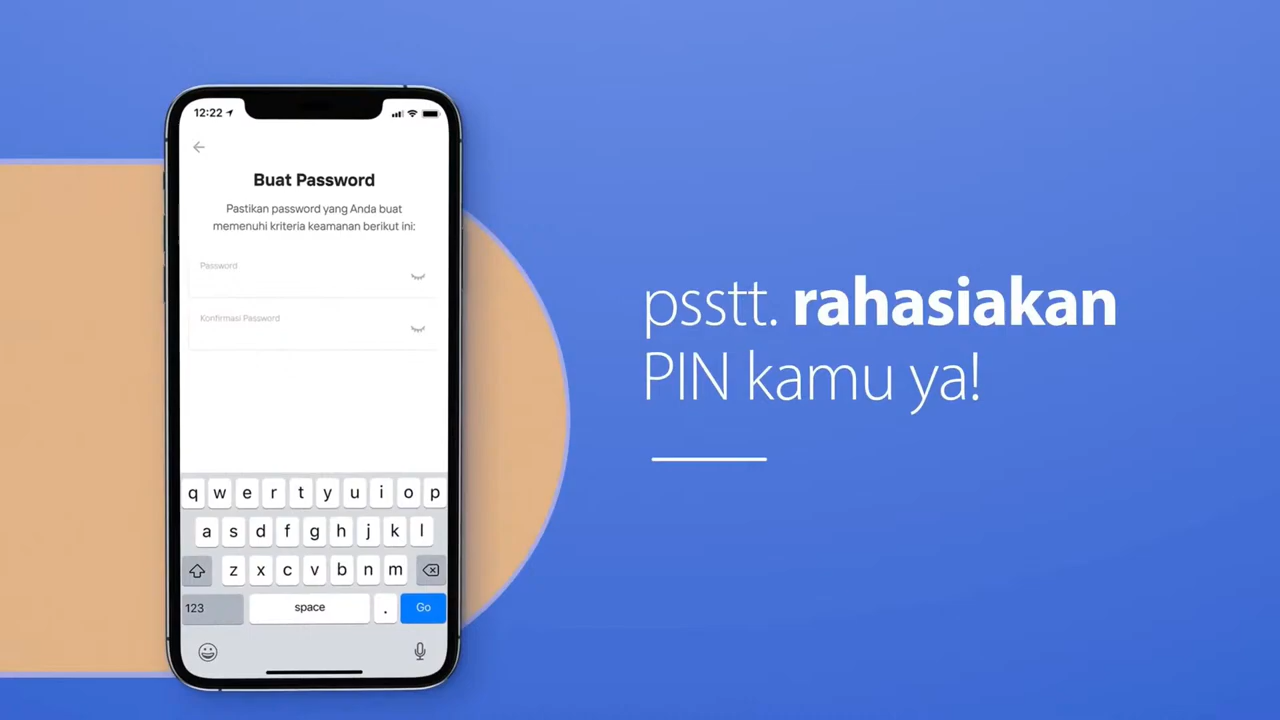 12:22
Buat Password
Pastikan password yang Anda buat
memenuhi kriteria keamanan berikut ini:
Password
Konfirmasi Password
q w e r t y u i o p
a s d f g h j k l
z x c v b n m
123 space . Go
psstt. rahasiakan
PIN kamu ya!